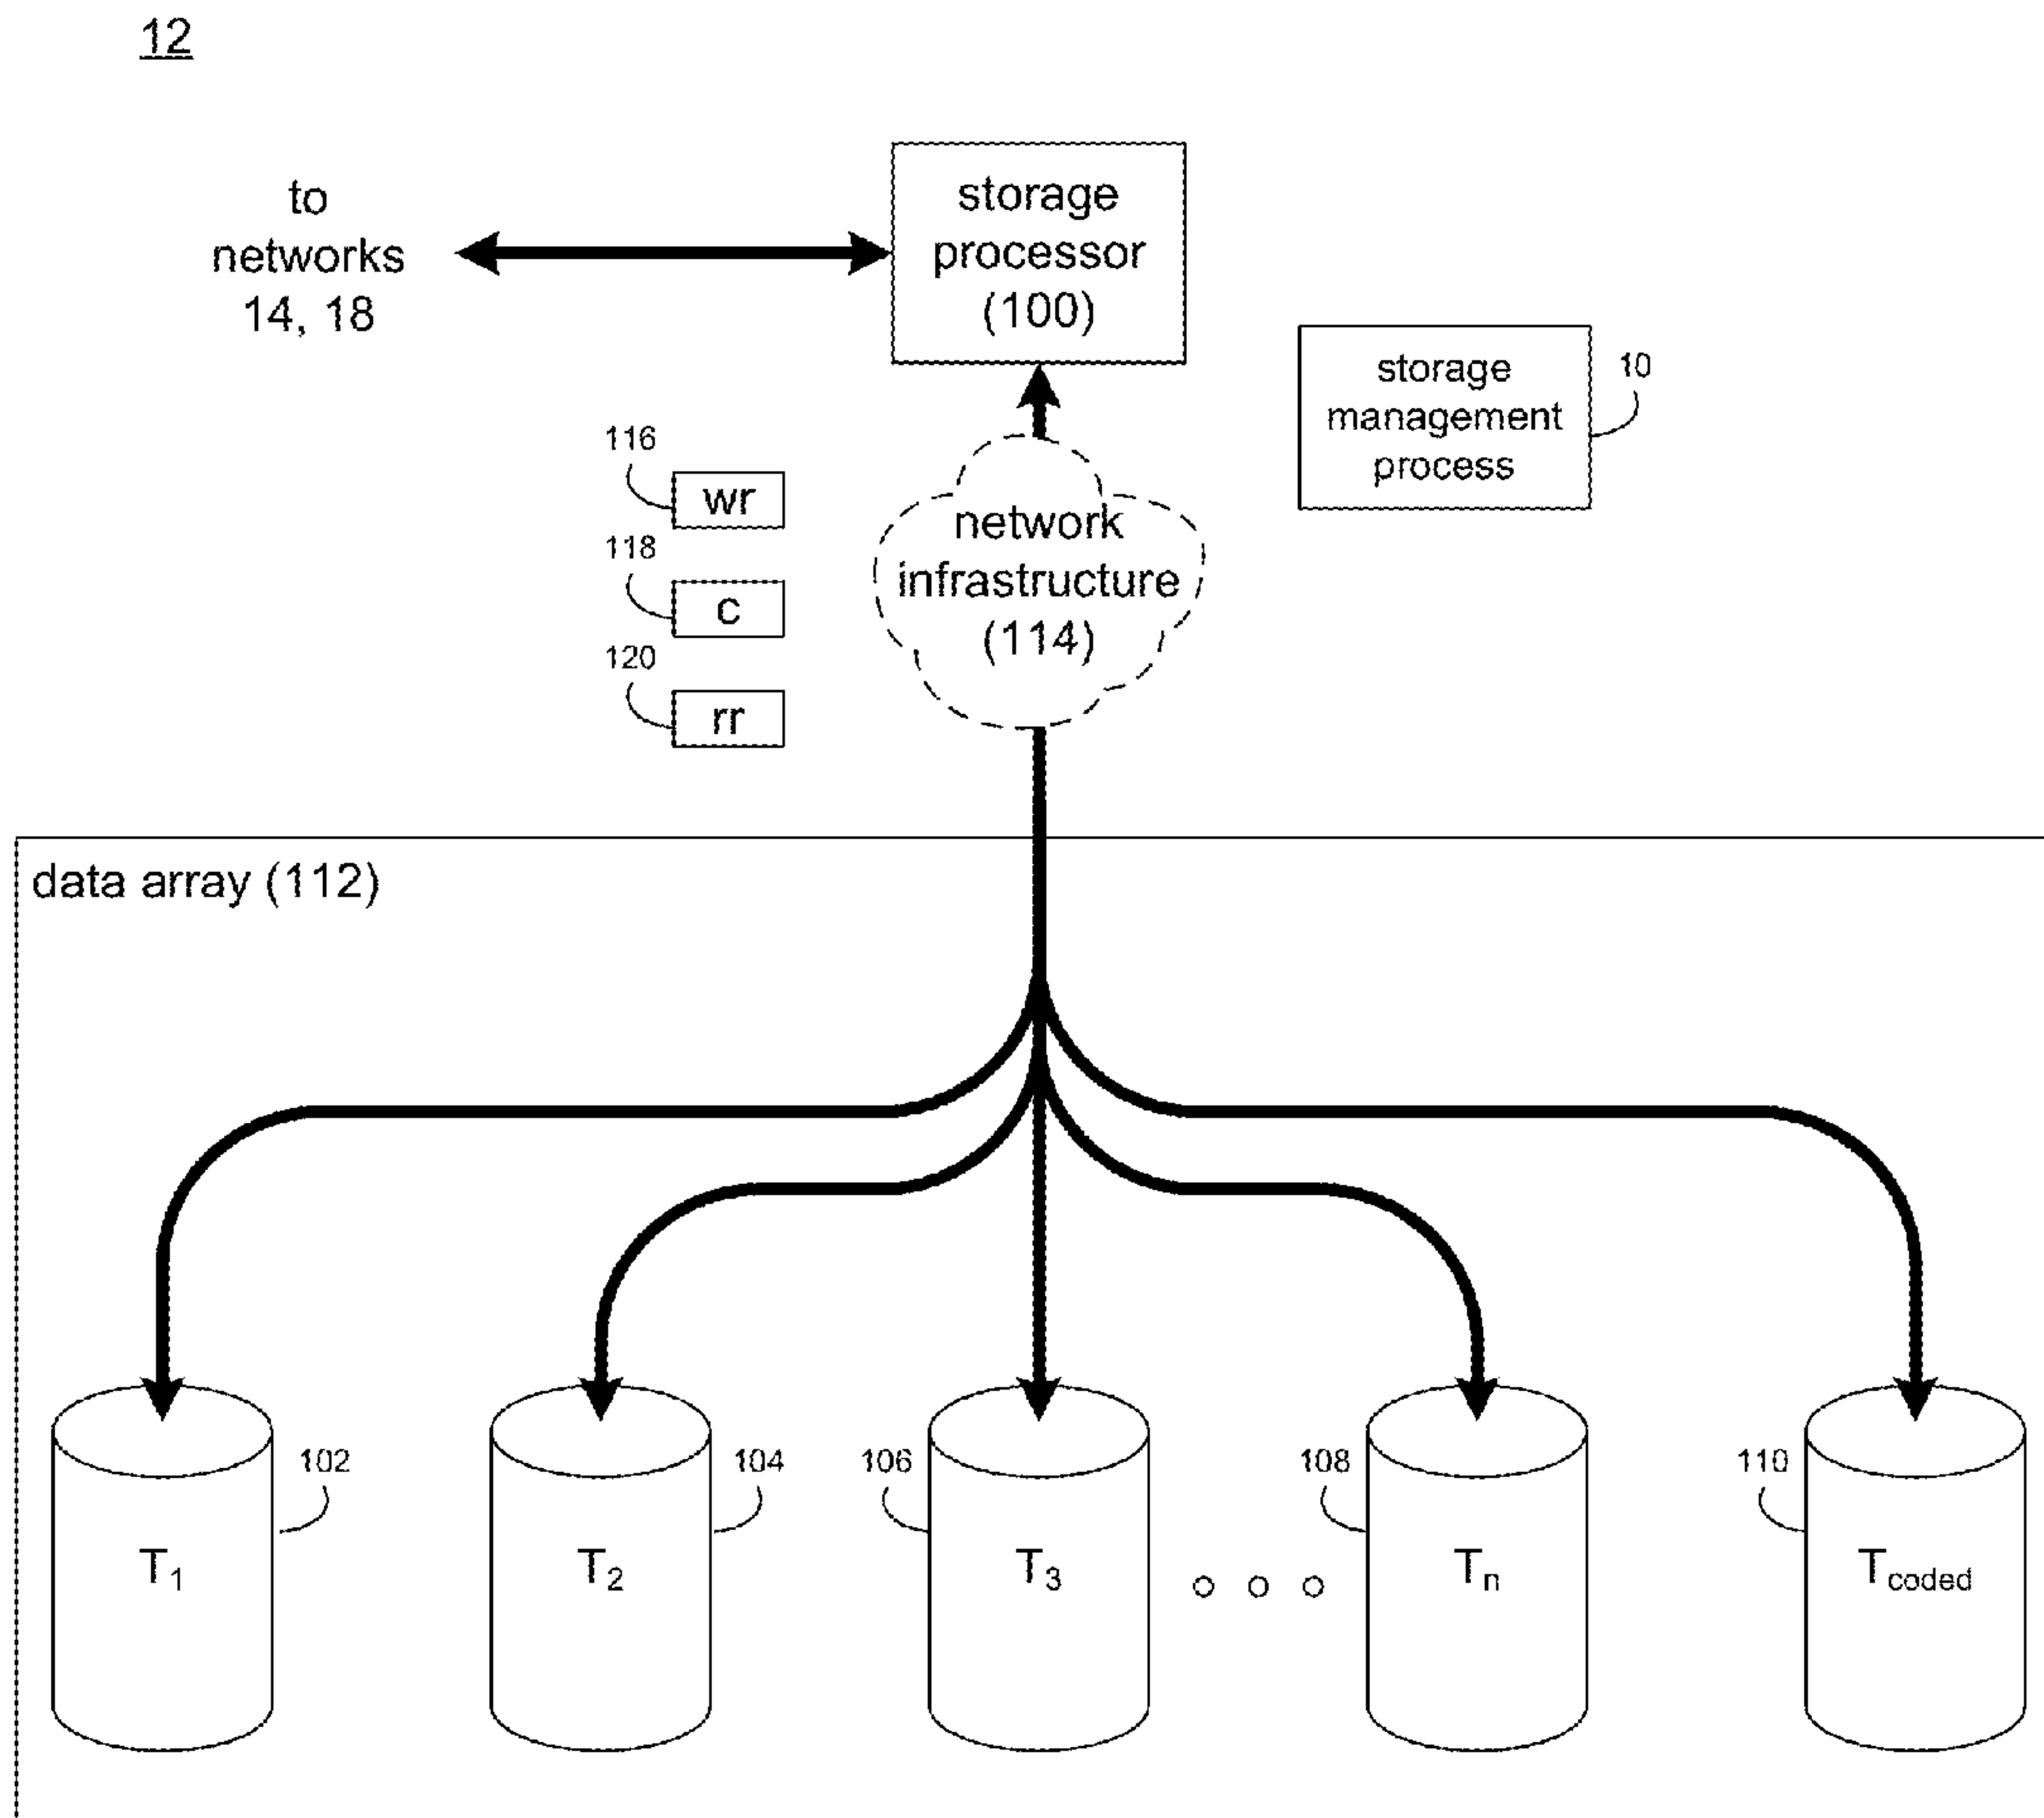 12
to
networks
14, 18
storage
processor
(100)
storage
management
process
10
116
wr
118
c
120
rr
network
infrastructure
(114)
data array (112)
102
104
106
108
110
T1
T2
T3
Tn
Tcoded